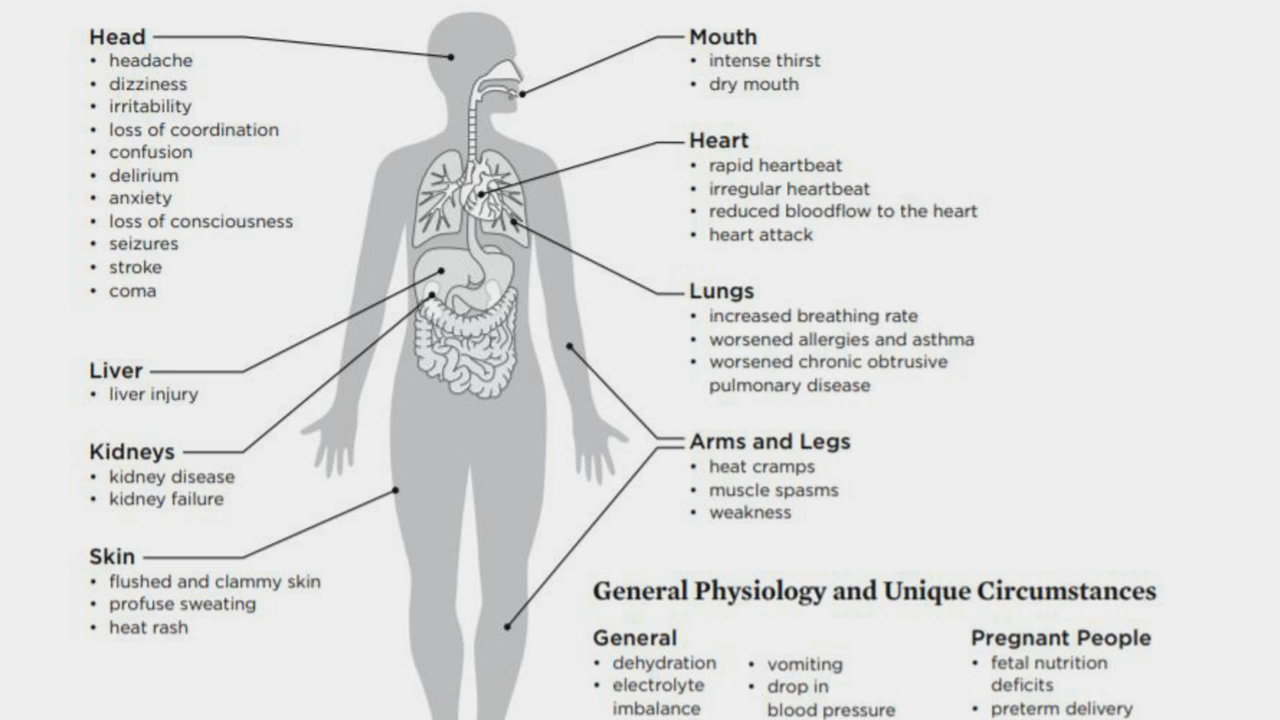 Head
• headache
• dizziness
• irritability
• loss of coordination
• confusion
• delirium
• anxiety
• loss of consciousness
• seizures
• stroke
• coma
Liver
• liver injury
Kidneys
• kidney disease
• kidney failure
Skin
• flushed and clammy skin
• profuse sweating
• heat rash
Mouth
• intense thirst
• dry mouth
Heart
• rapid heartbeat
• irregular heartbeat
• reduced bloodflow to the heart
• heart attack
Lungs
• increased breathing rate
• worsened allergies and asthma
• worsened chronic obtrusive
pulmonary disease
Arms and Legs
• heat cramps
• muscle spasms
• weakness
General Physiology and Unique Circumstances
General
• dehydration
• electrolyte
imbalance
• vomiting
• drop in
blood pressure
Pregnant People
• fetal nutrition
deficits
• preterm delivery